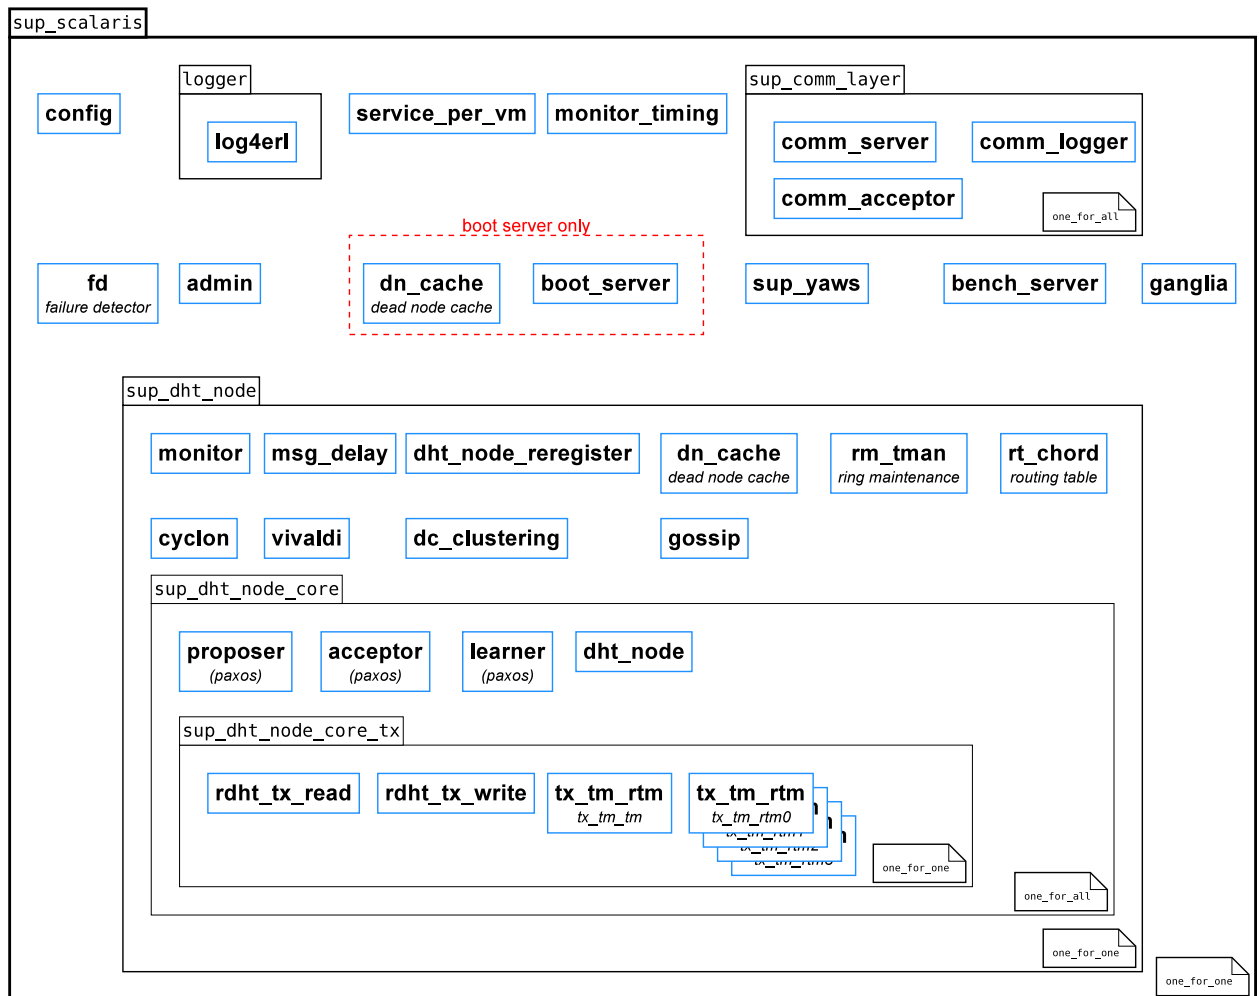 sup_scalaris
logger
sup_comm_layer
config
log4erl
service_per_vm
monitor_timing
comm_server
comm_logger
comm_acceptor
one_for_all
boot server only
fd
failure detector
admin
dn_cache
dead node cache
boot_server
sup_yaws
bench_server
ganglia
sup_dht_node
monitor
msg_delay
dht_node_reregister
dn_cache
dead node cache
rm_tman
ring maintenance
rt_chord
routing table
cyclon
vivaldi
dc_clustering
gossip
sup_dht_node_core
proposer
(paxos)
acceptor
(paxos)
learner
(paxos)
dht_node
sup_dht_node_core_tx
rdht_tx_read
rdht_tx_write
tx_tm_rtm
tx_tm_tm
tx_tm_rtm
tx_tm_rtm0
one_for_one
one_for_all
one_for_one
one_for_one